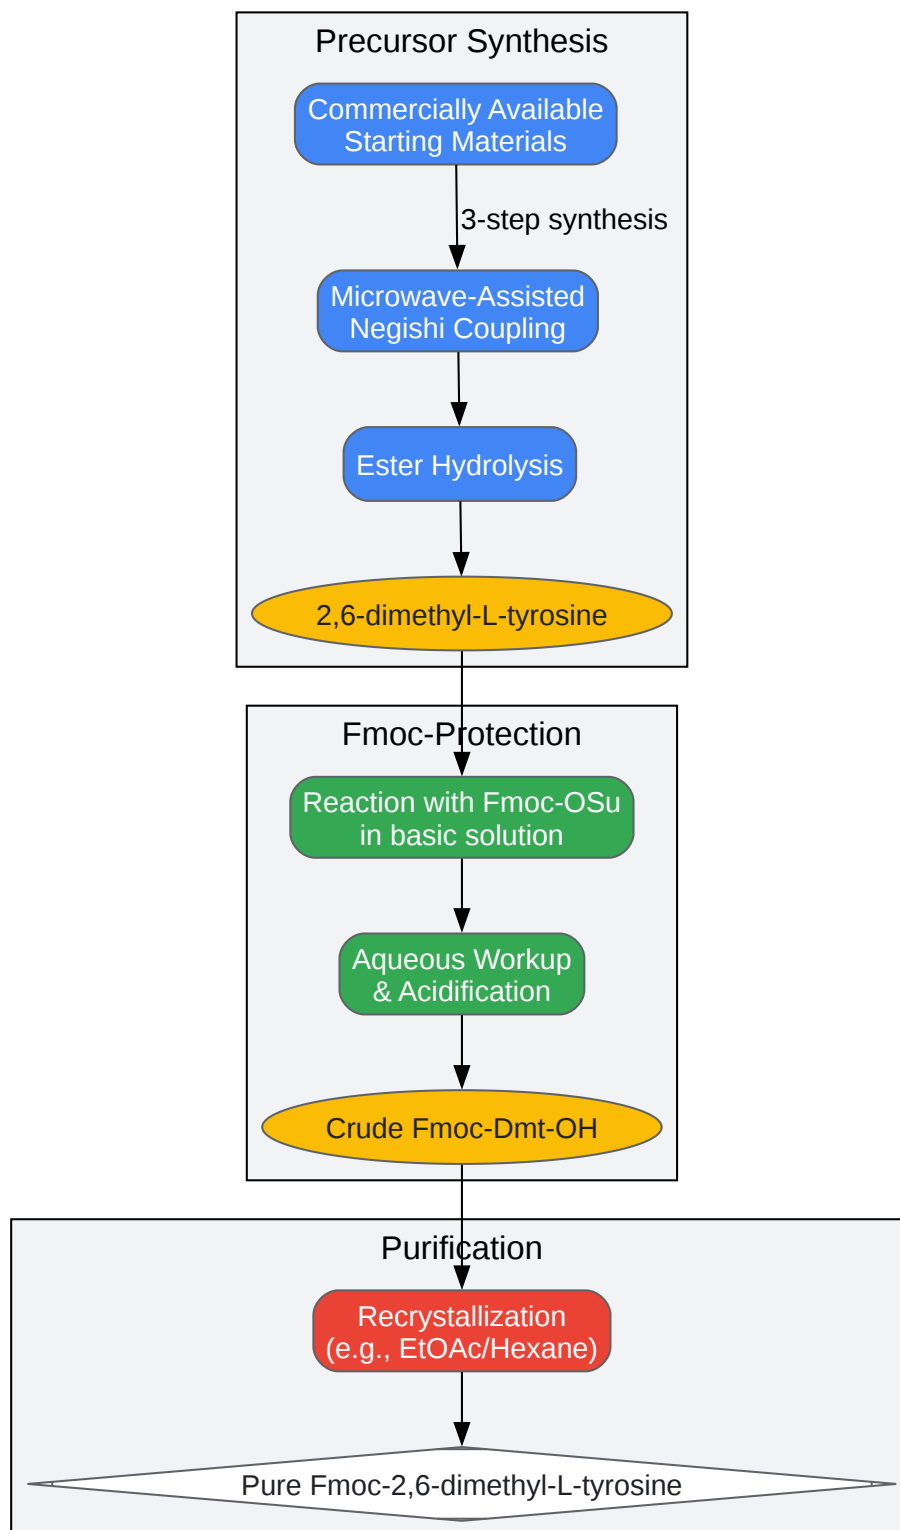 Precursor Synthesis
Commercially Available
Starting Materials
3-step synthesis
Microwave-Assisted
Negishi Coupling
Ester Hydrolysis
2,6-dimethyl-L-tyrosine
Fmoc-Protection
Reaction with Fmoc-OSu
in basic solution
Aqueous Workup
& Acidification
Crude Fmoc-Dmt-OH
Purification
Recrystallization
(e.g., EtOAc/Hexane)
Pure Fmoc-2,6-dimethyl-L-tyrosine